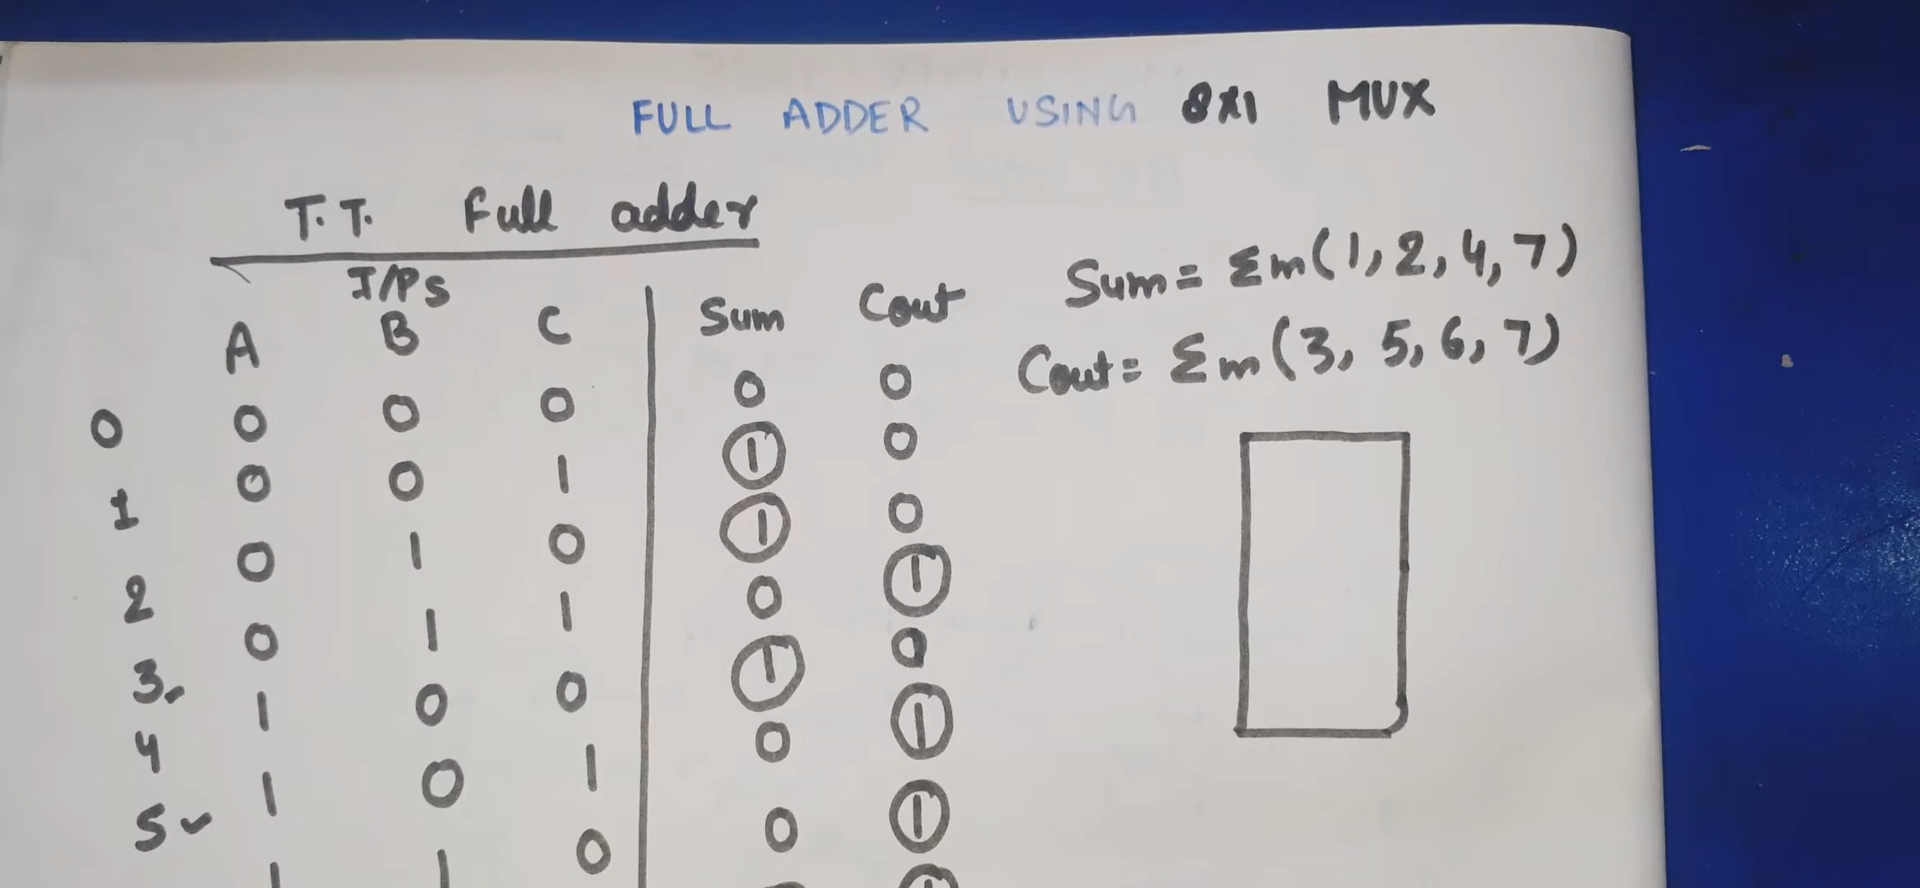 FULL ADDER USING 8X1 MUX
T.T. Full adder
I/Ps
A B C Sum Cout
0 0 0 0 0 0
1 0 0 1 1 0
2 0 1 0 1 0
3 0 1 1 0 1
4 1 0 0 1 0
5 1 0 1 0 1
1 1 0 0 1
Sum = Σm(1, 2, 4, 7)
Cout = Σm(3, 5, 6, 7)